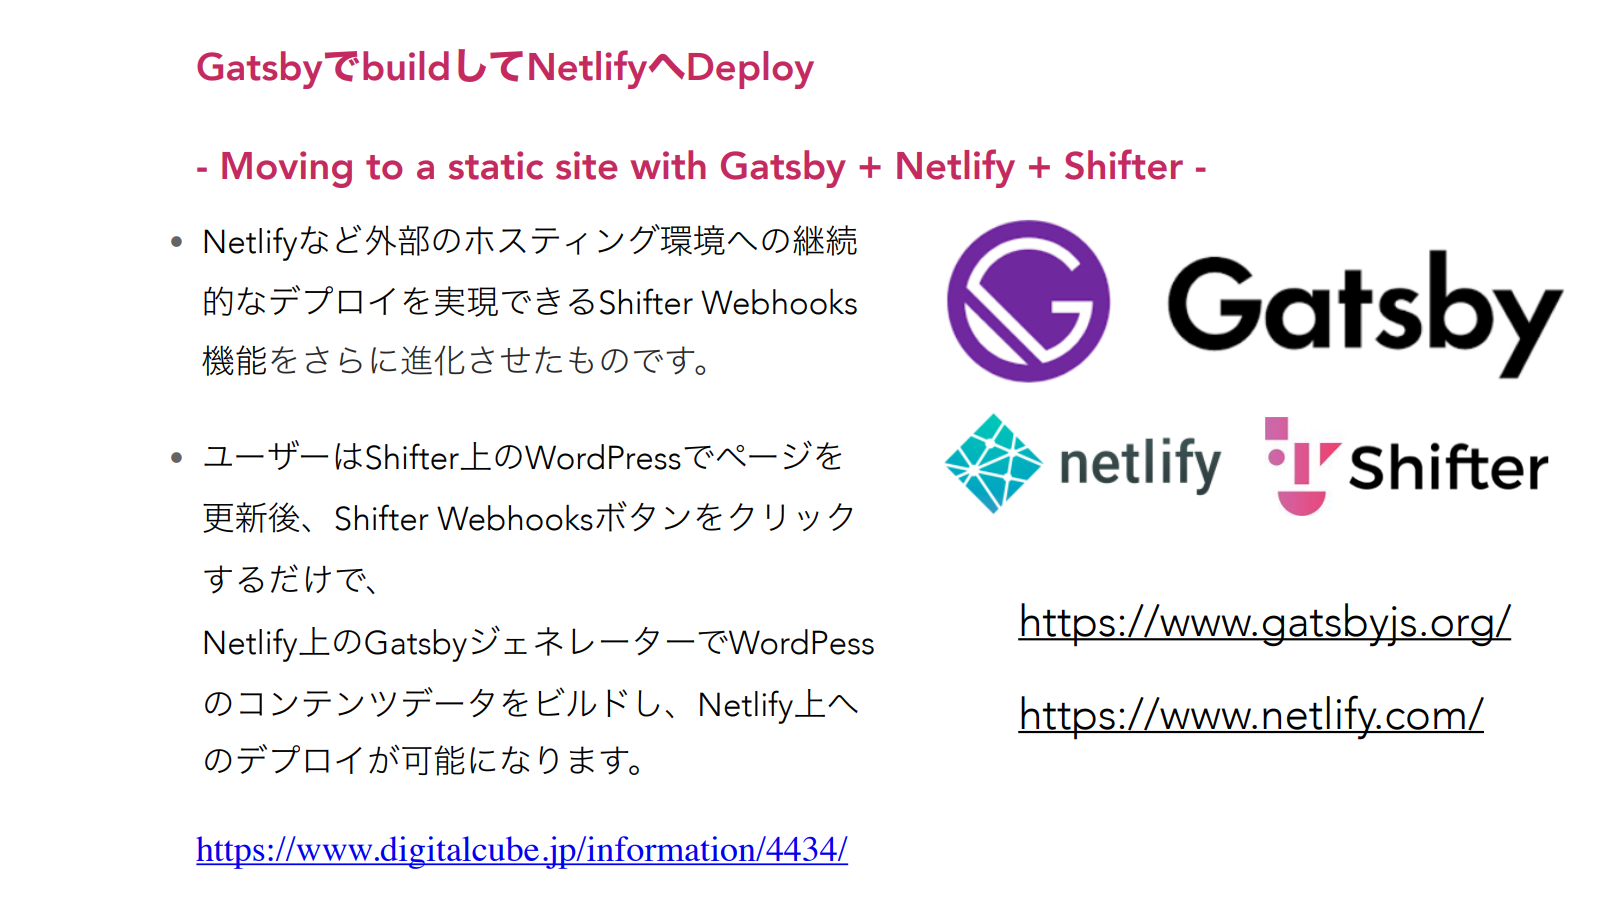 GatsbyでbuildしてNetlifyへDeploy
- Moving to a static site with Gatsby + Netlify + Shifter -
• Netlifyなど外部のホスティング環境への継続
的なデプロイを実現できるShifter Webhooks
機能をさらに進化させたものです。
• ユーザーはShifter上のWordPressでページを
更新後、Shifter Webhooksボタンをクリック
するだけで、
Netlify上のGatsbyジェネレーターでWordPess
のコンテンツデータをビルドし、Netlify上へ
のデプロイが可能になります。
https://www.digitalcube.jp/information/4434/
Gatsby
netlify
Shifter
https://www.gatsbyjs.org/
https://www.netlify.com/